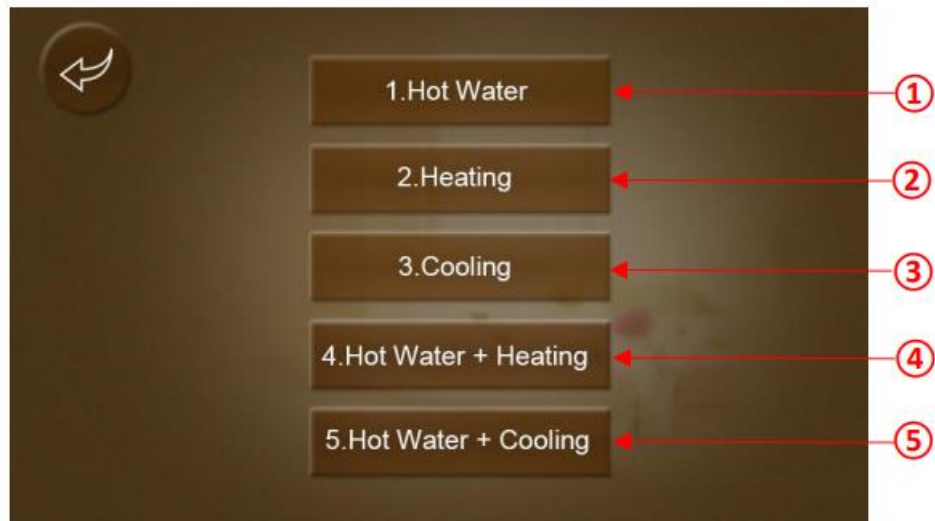 1.Hot Water
①
2.Heating
②
3.Cooling
③
4.Hot Water + Heating
④
5.Hot Water + Cooling
⑤